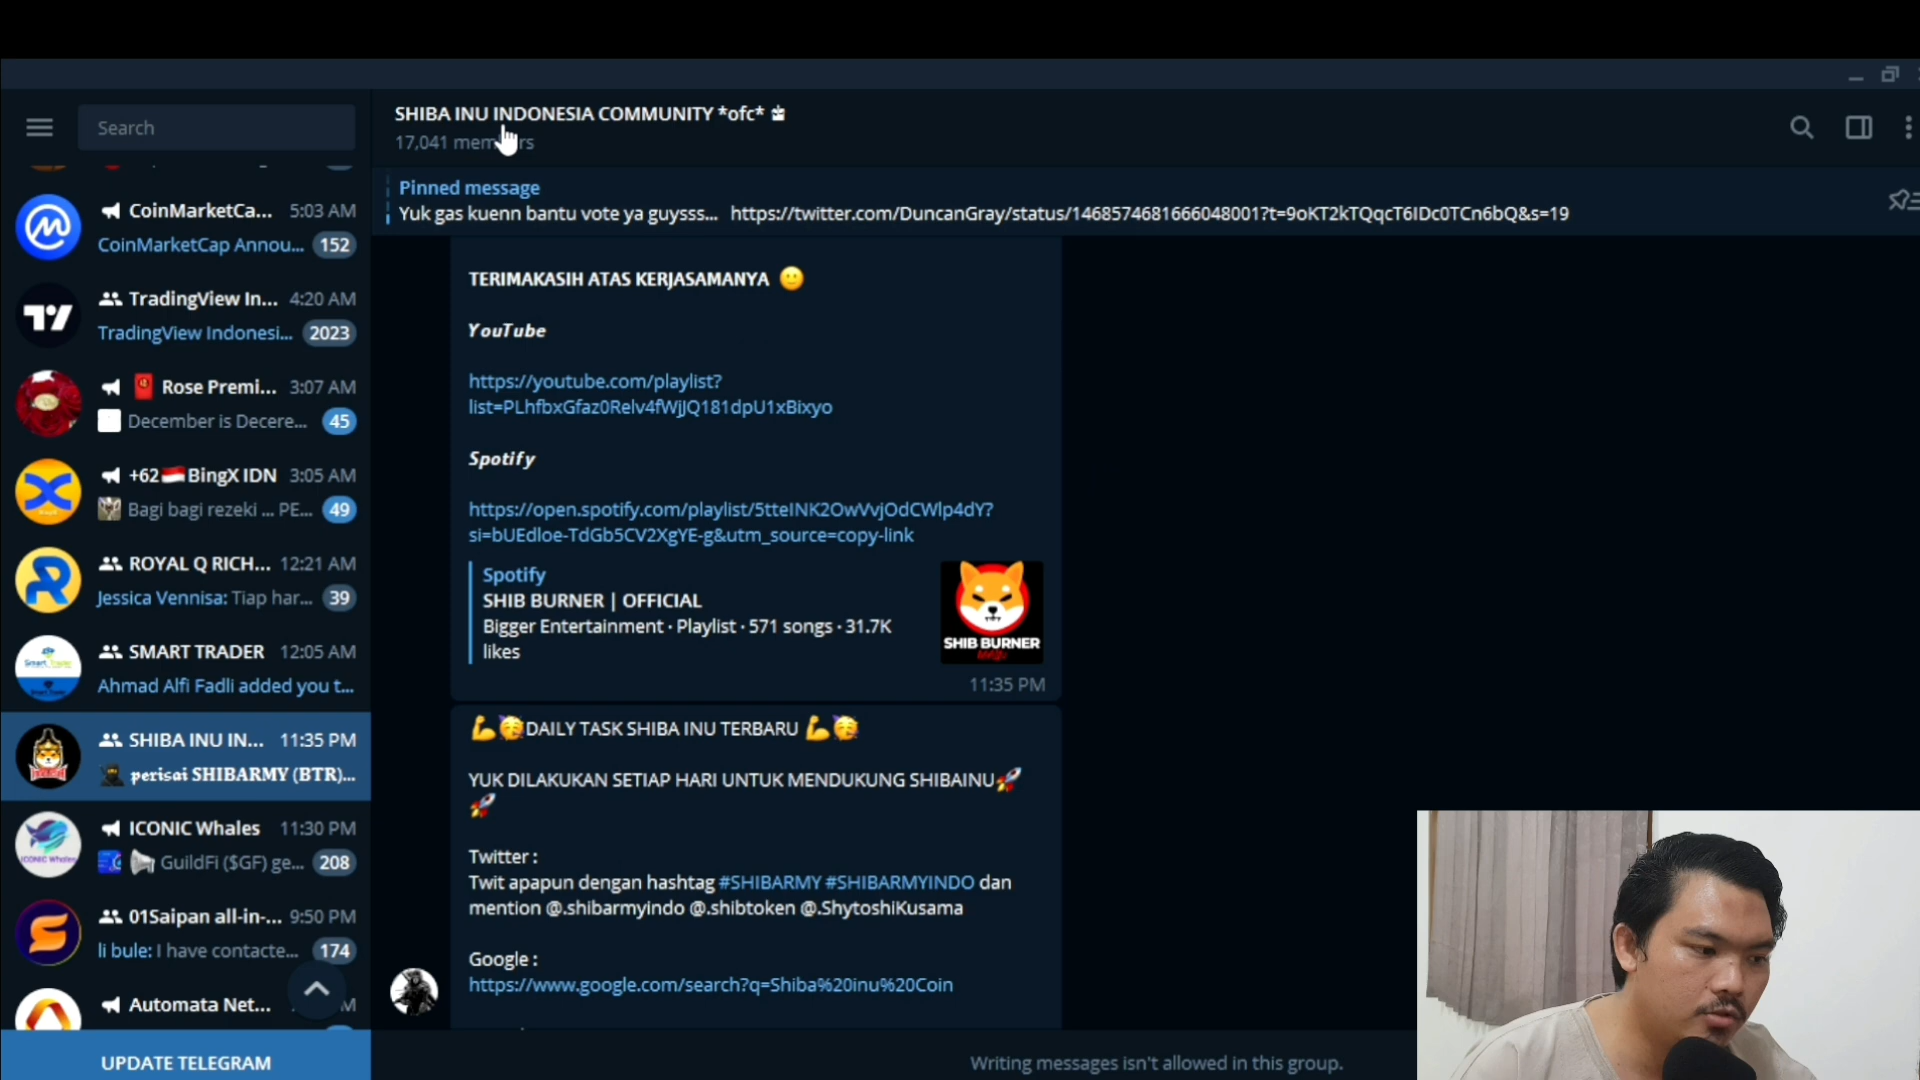 Search
CoinMarketCa... 5:03 AM
CoinMarketCap Annou... 152
TradingView In... 4:20 AM
TradingView Indonesi... 2023
Rose Premi... 3:07 AM
December is Decere... 45
+62 BingX IDN 3:05 AM
Bagi bagi rezeki ... PE... 49
ROYAL Q RICH... 12:21 AM
Jessica Vennisa: Tiap har... 39
SMART TRADER 12:05 AM
Ahmad Alfi Fadli added you t...
SHIBA INU IN... 11:35 PM
perisai SHIBARMY (BTR)...
ICONIC Whales 11:30 PM
GuildFi ($GF) ge... 208
01Saipan all-in-... 9:50 PM
li bule: I have contacte... 174
Automata Net...
UPDATE TELEGRAM
SHIBA INU INDONESIA COMMUNITY *ofc*
17,041 members
Pinned message
Yuk gas kuenn bantu vote ya guysss... https://twitter.com/DuncanGray/status/1468574681666048001?t=9oKT2kTQqcT6IDc0TCn6bQ&s=19
TERIMAKASIH ATAS KERJASAMANYA 🙂
YouTube
https://youtube.com/playlist?
list=PLhfbxGfaz0Relv4fWjJQ181dpU1xBixyo
Spotify
https://open.spotify.com/playlist/5tteINK2OwVvjOdCWlp4dY?
si=bUEdloe-TdGb5CV2XgYE-g&utm_source=copy-link
Spotify
SHIB BURNER | OFFICIAL
Bigger Entertainment · Playlist · 571 songs · 31.7K
likes
SHIB BURNER
11:35 PM
💪🥳DAILY TASK SHIBA INU TERBARU 💪🥳
YUK DILAKUKAN SETIAP HARI UNTUK MENDUKUNG SHIBAINU🚀
🚀
Twitter :
Twit apapun dengan hashtag #SHIBARMY #SHIBARMYINDO dan
mention @.shibarmyindo @.shibtoken @.ShytoshiKusama
Google :
https://www.google.com/search?q=Shiba%20inu%20Coin
Writing messages isn't allowed in this group.